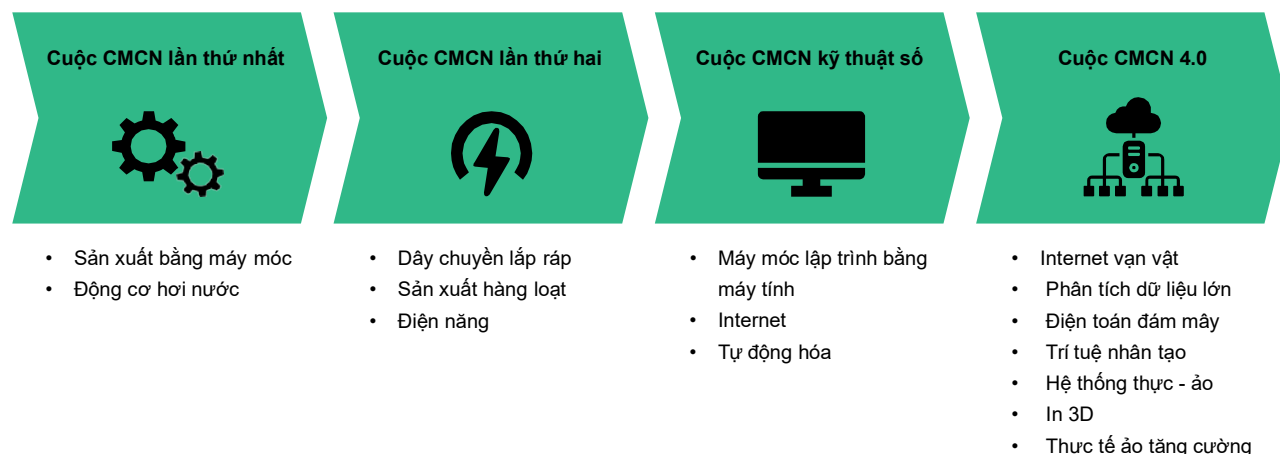 Cuộc CMCN lần thứ nhất
Cuộc CMCN lần thứ hai
Cuộc CMCN kỹ thuật số
Cuộc CMCN 4.0
• Sản xuất bằng máy móc
• Động cơ hơi nước
• Dây chuyền lắp ráp
• Sản xuất hàng loạt
• Điện năng
• Máy móc lập trình bằng
máy tính
• Internet
• Tự động hóa
• Internet vạn vật
• Phân tích dữ liệu lớn
• Điện toán đám mây
• Trí tuệ nhân tạo
• Hệ thống thực - ảo
• In 3D
• Thực tế ảo tăng cường